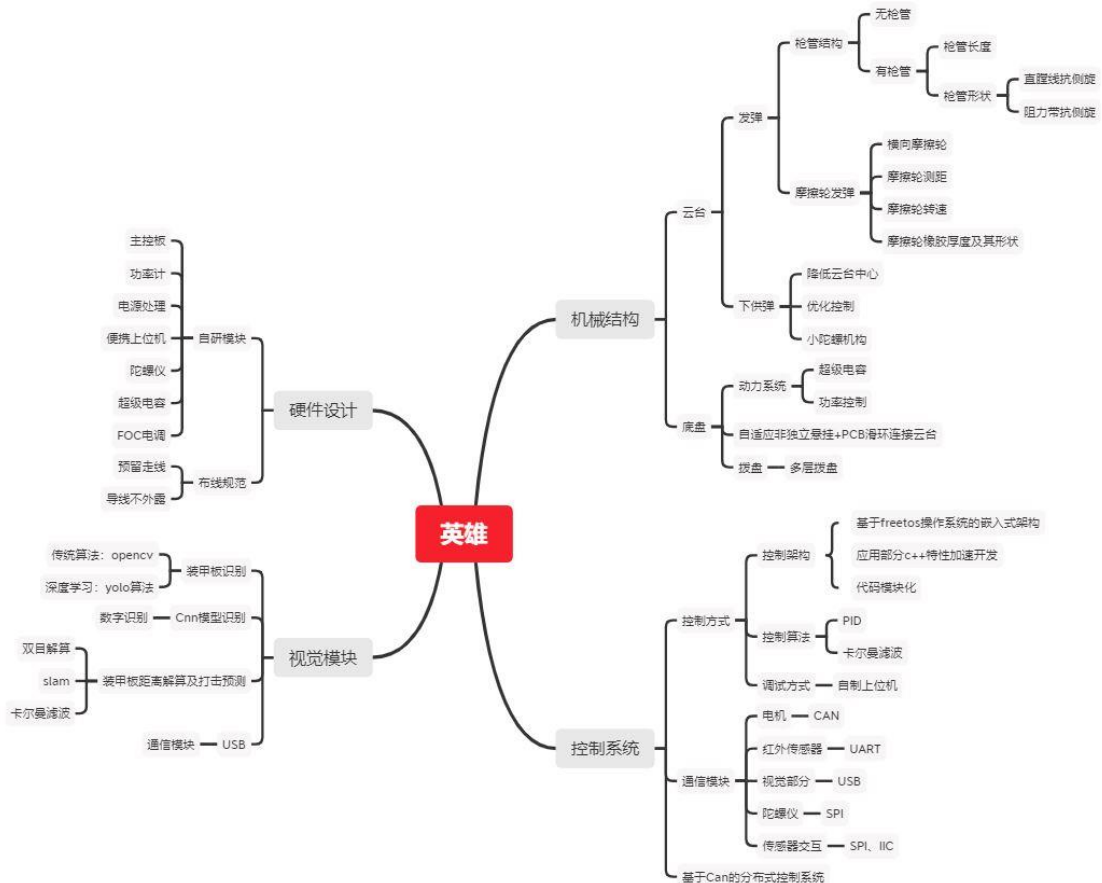 英雄
机械结构
云台
发弹
枪管结构
无枪管
有枪管
枪管长度
枪管形状
直膛线抗侧旋
阻力带抗侧旋
摩擦轮发弹
横向摩擦轮
摩擦轮测距
摩擦轮转速
摩擦轮橡胶厚度及其形状
下供弹
降低云台中心
优化控制
小陀螺机构
底盘
动力系统
超级电容
功率控制
自适应非独立悬挂+PCB滑环连接云台
拨盘
多层拨盘
控制系统
控制方式
控制架构
基于freetos操作系统的嵌入式架构
应用部分c++特性加速开发
代码模块化
控制算法
PID
卡尔曼滤波
调试方式
自制上位机
通信模块
电机
CAN
红外传感器
UART
视觉部分
USB
陀螺仪
SPI
传感器交互
SPI、IIC
基于Can的分布式控制系统
硬件设计
自研模块
主控板
功率计
电源处理
便携上位机
陀螺仪
超级电容
FOC电调
布线规范
预留走线
导线不外露
视觉模块
装甲板识别
传统算法：opencv
深度学习：yolo算法
Cnn模型识别
数字识别
装甲板距离解算及打击预测
双目解算
slam
卡尔曼滤波
USB
通信模块